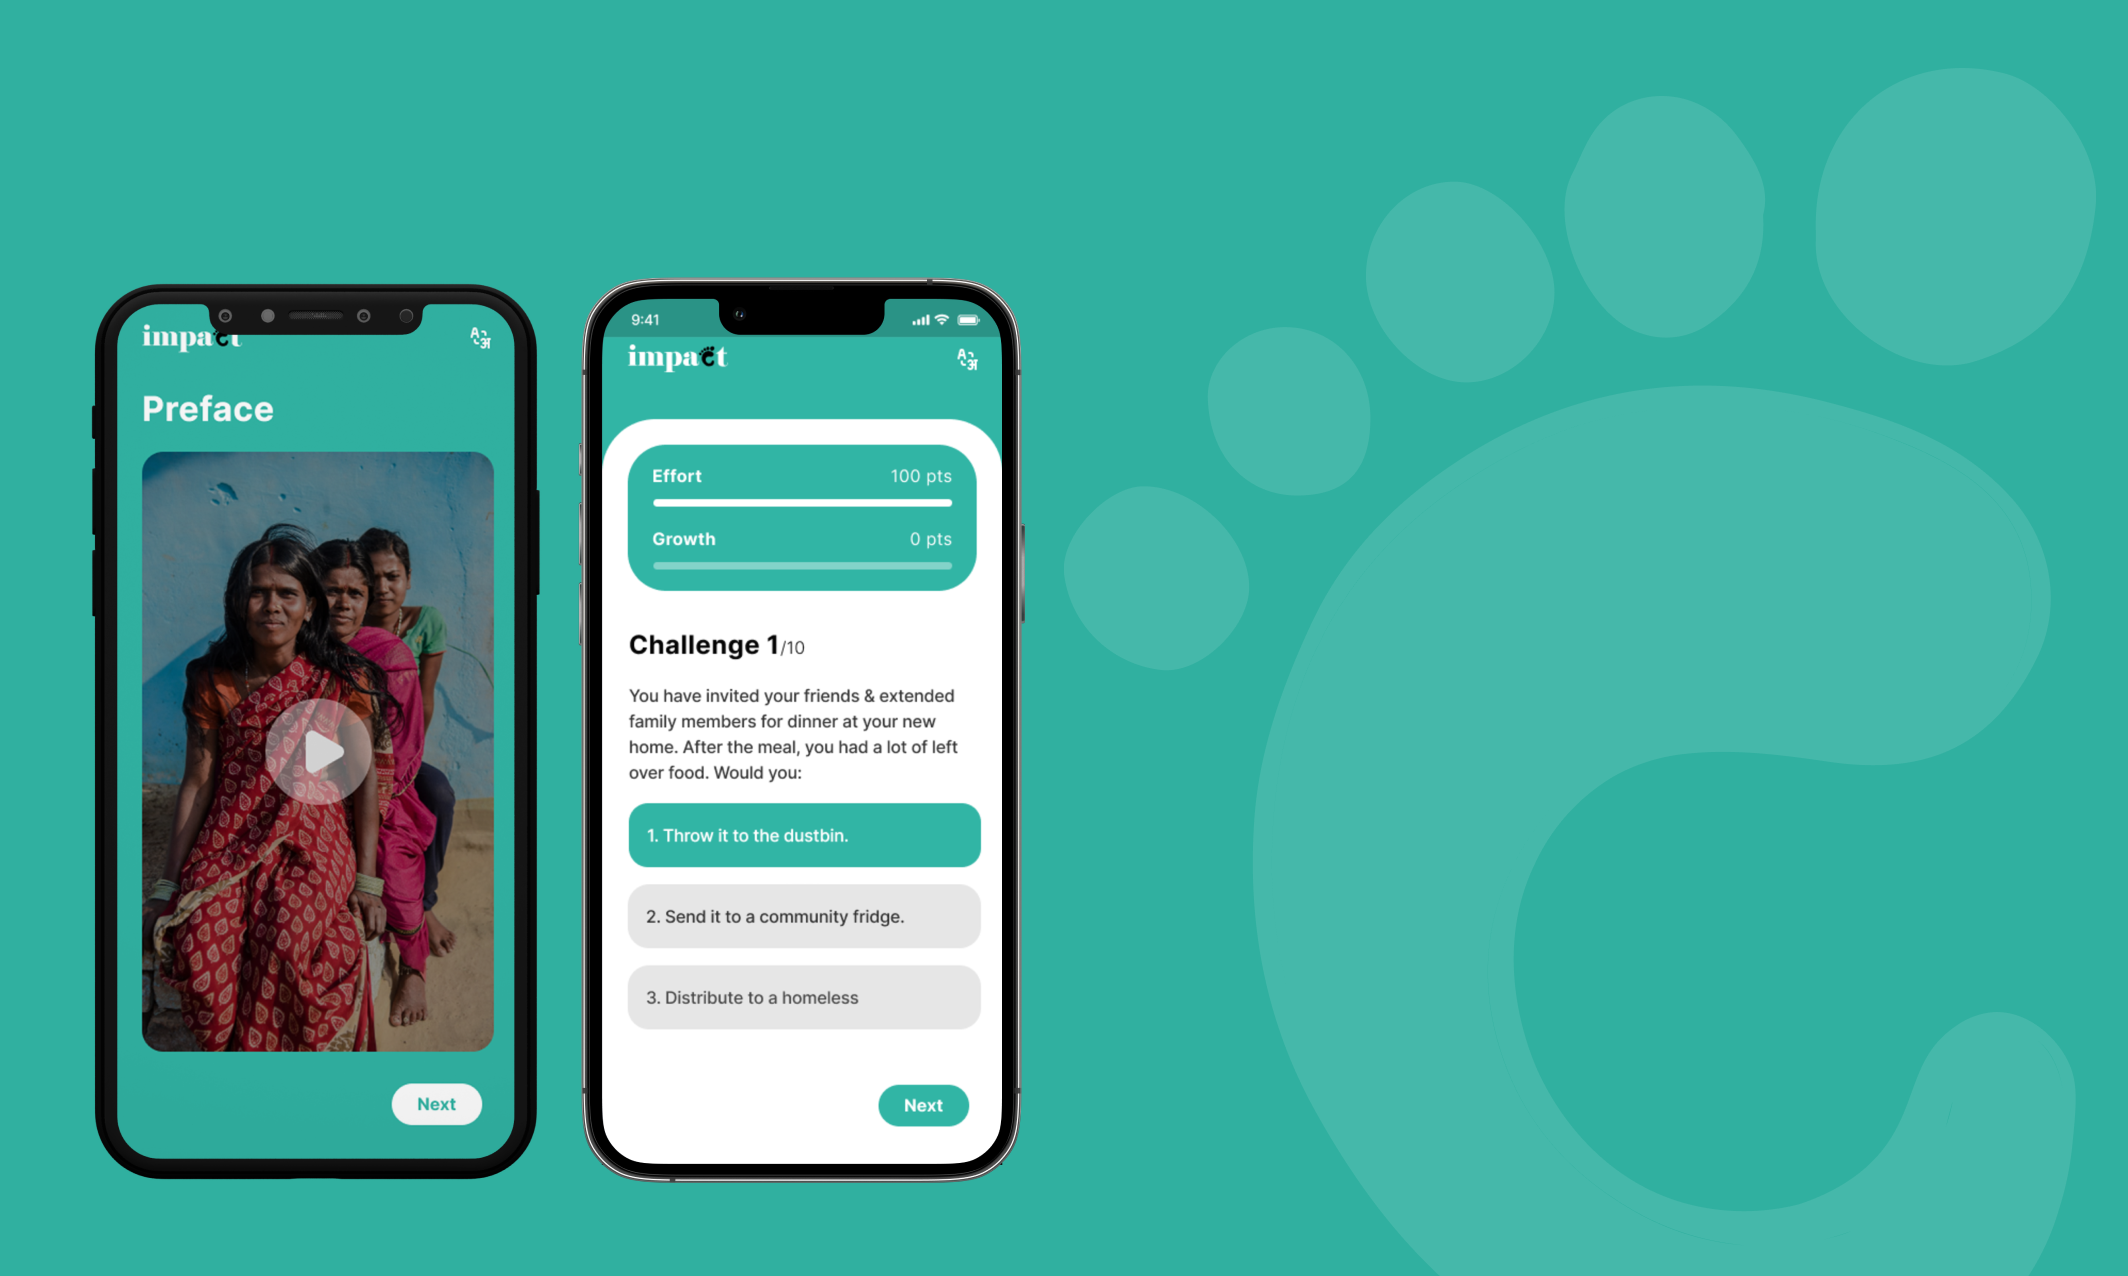 impact
Aअ
Preface
Next
9:41
impact
Aअ
Effort 100 pts
Growth 0 pts
Challenge 1/10
You have invited your friends & extended
family members for dinner at your new
home. After the meal, you had a lot of left
over food. Would you:
1. Throw it to the dustbin.
2. Send it to a community fridge.
3. Distribute to a homeless
Next